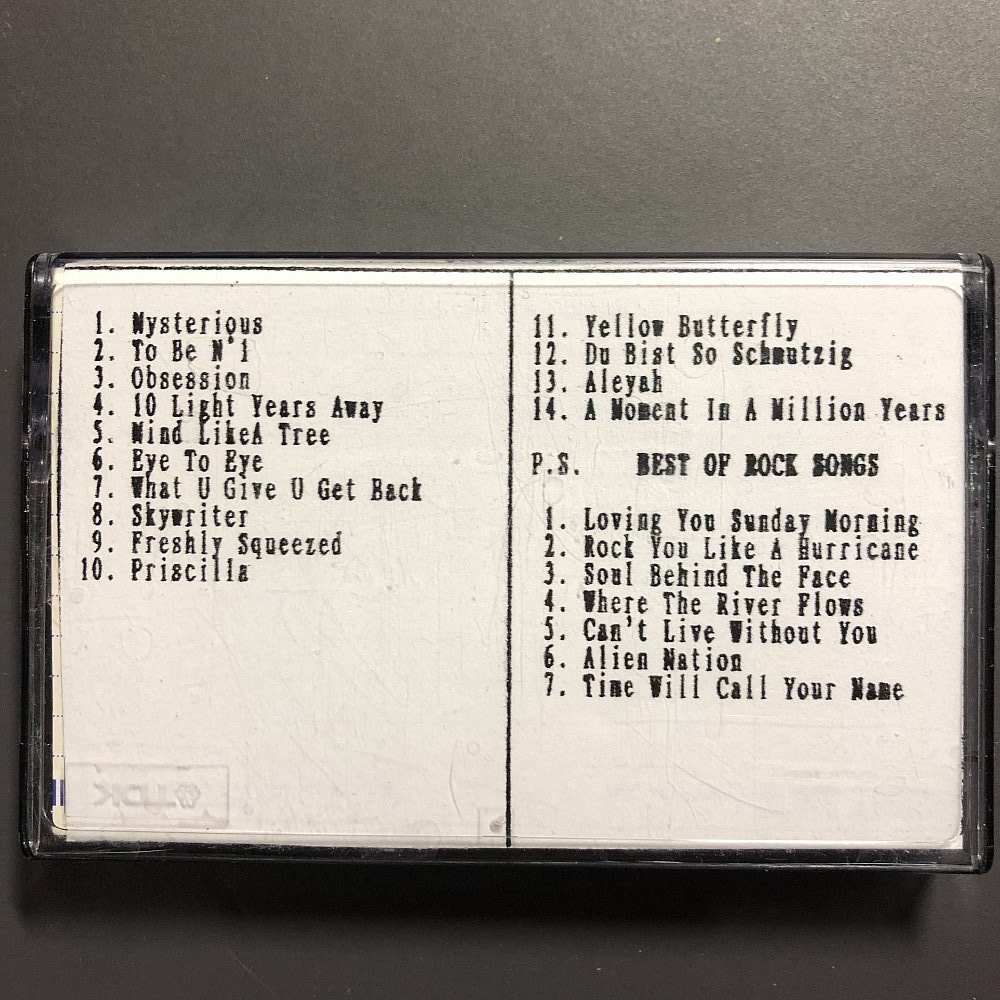 1. Mysterious
2. To Be N°1
3. Obsession
4. 10 Light Years Away
5. Mind LikeA Tree
6. Eye To Eye
7. What U Give U Get Back
8. Skywriter
9. Freshly Squeezed
10. Priscilla
11. Yellow Butterfly
12. Du Bist So Schmutzig
13. Aleyah
14. A Moment In A Million Years
P.S. BEST OF ROCK SONGS
1. Loving You Sunday Morning
2. Rock You Like A Hurricane
3. Soul Behind The Face
4. Where The River Flows
5. Can't Live Without You
6. Alien Nation
7. Time Will Call Your Name
TDK